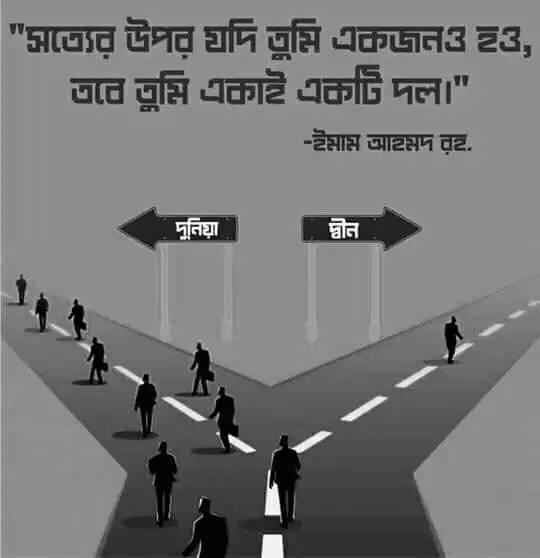 "সত্যের উপর যদি তুমি একজনও হও,
তবে তুমি একাই একটি দল।"
-ইমাম আহমদ রহ.
দুনিয়া
দ্বীন